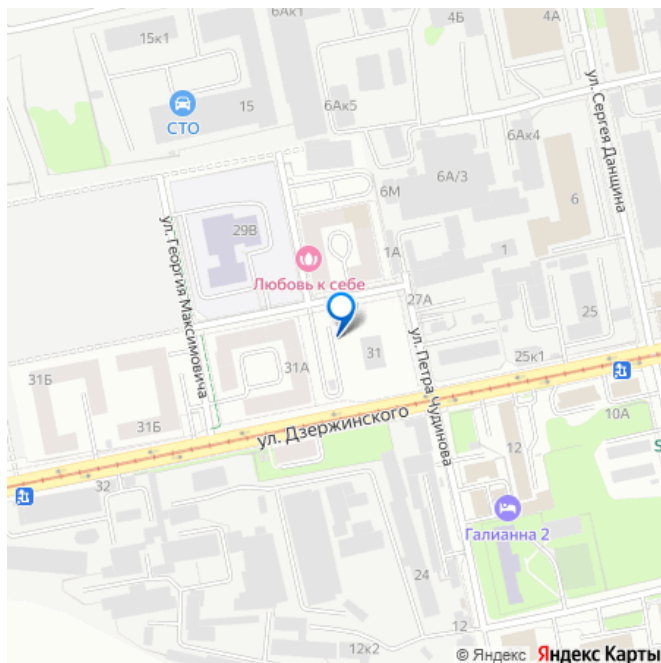 6Ак1
4Б
4А
15к1
15
СТО
6Ак5
6Ак4
ул. Сергея Данщина
6А/3
6М
6
29В
ул. Георгия Максимовича
1А
1
Любовь к себе
27А
25
31
ул. Петра Чудинова
31А
25к1
31Б
31Б
ул. Дзержинского
10А
12
S
32
Галианна 2
24
12
12к2
© Яндекс Яндекс Карты